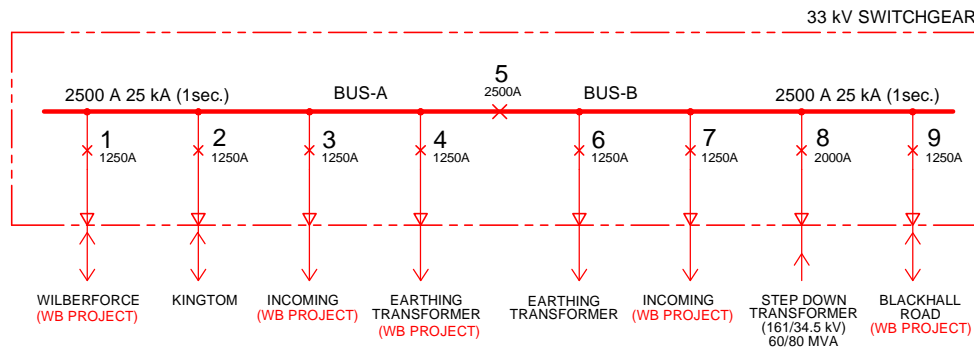 33 kV SWITCHGEAR
2500 A 25 kA (1sec.)
BUS-A
5
2500A
BUS-B
2500 A 25 kA (1sec.)
1
1250A
2
1250A
3
1250A
4
1250A
6
1250A
7
1250A
8
2000A
9
1250A
WILBERFORCE
(WB PROJECT)
KINGTOM
INCOMING
(WB PROJECT)
EARTHING
TRANSFORMER
(WB PROJECT)
EARTHING
TRANSFORMER
INCOMING
(WB PROJECT)
STEP DOWN
TRANSFORMER
(161/34.5 kV)
60/80 MVA
BLACKHALL
ROAD
(WB PROJECT)